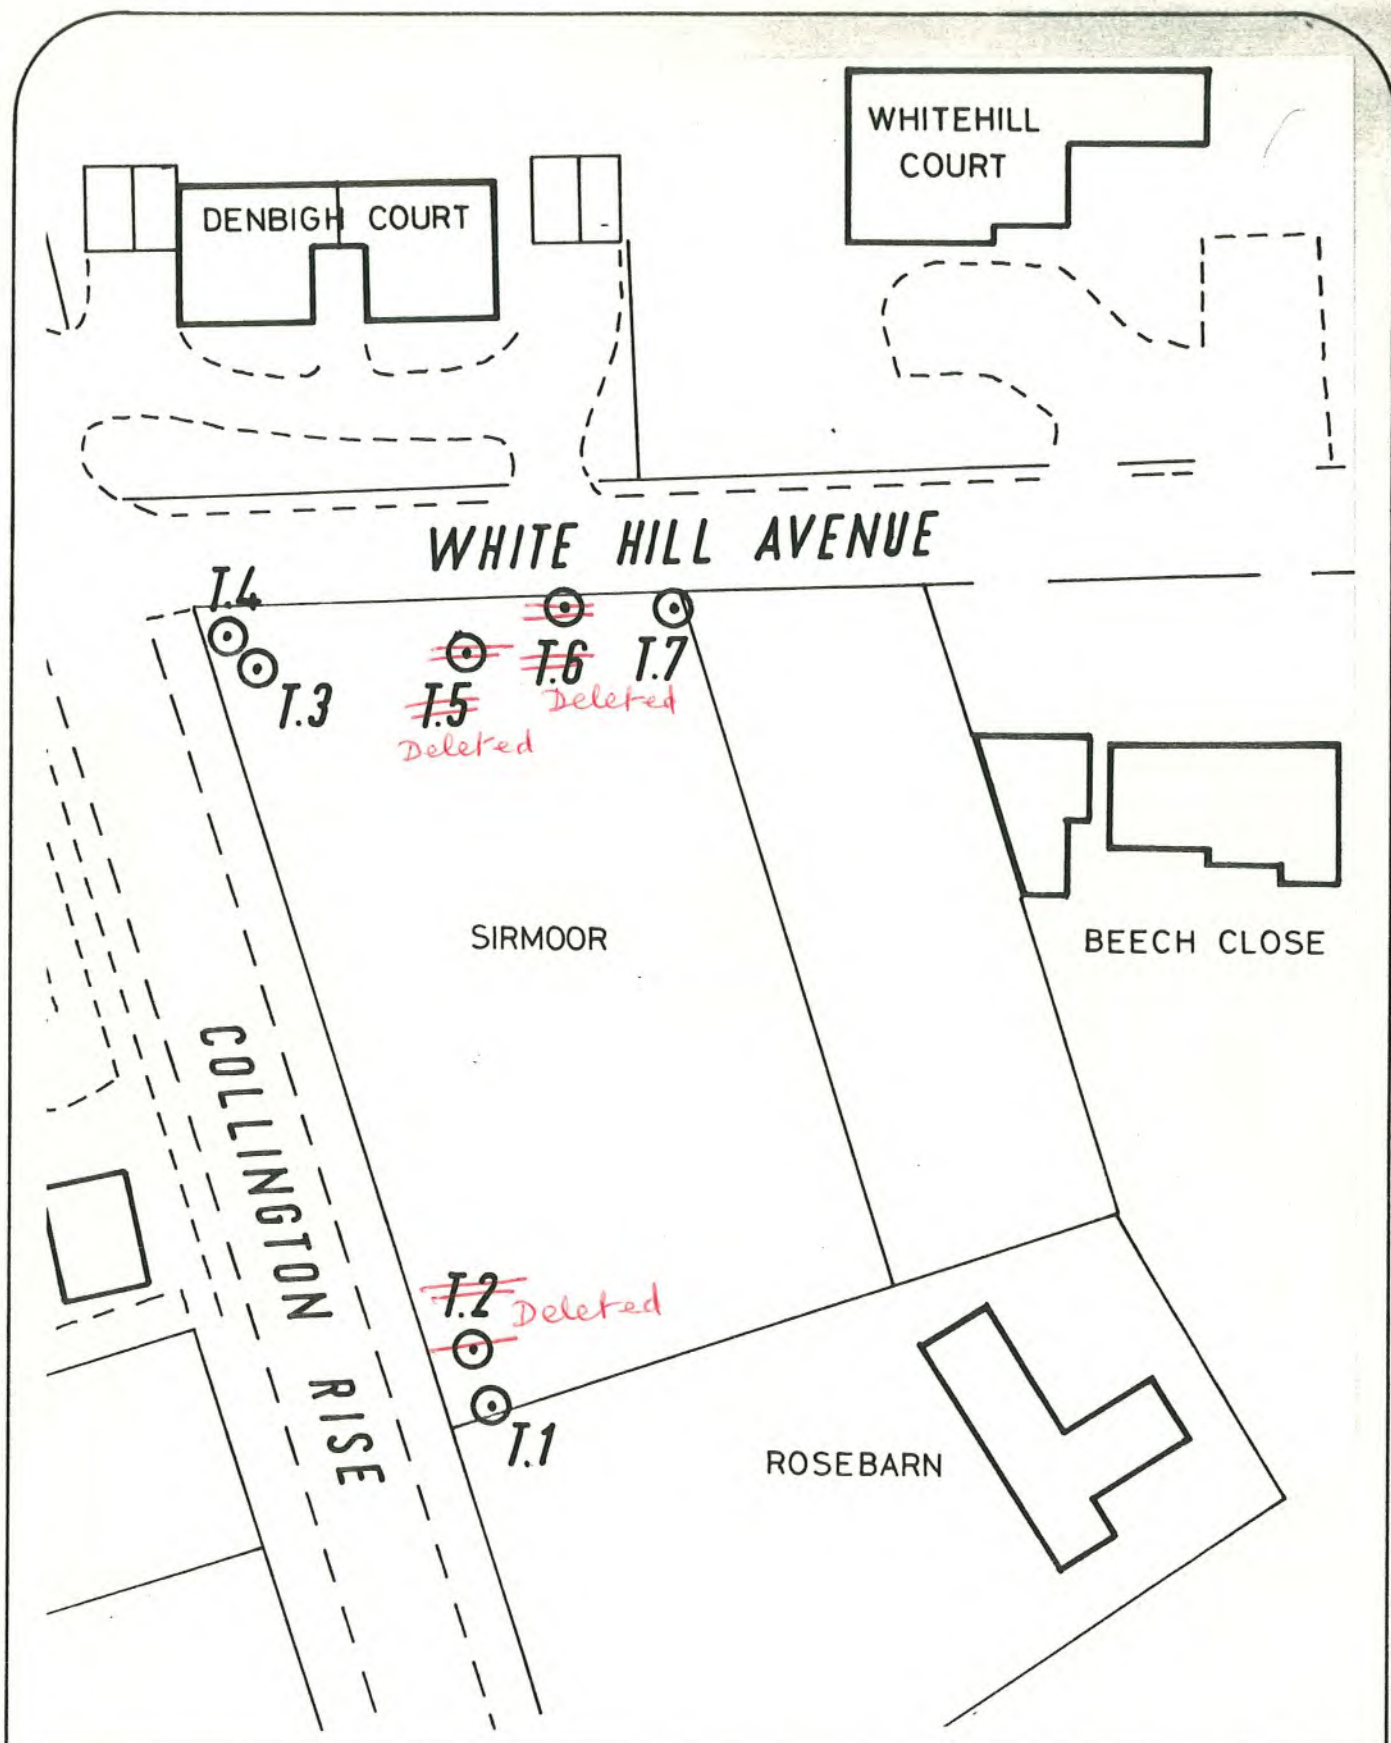 WHITEHILL
COURT
DENBIGH COURT
WHITE HILL AVENUE
T.4
T.3
T.5
Deleted
T.6
Deleted
T.7
SIRMOOR
BEECH CLOSE
COLLINGTON RISE
T.2 Deleted
T.1
ROSEBARN